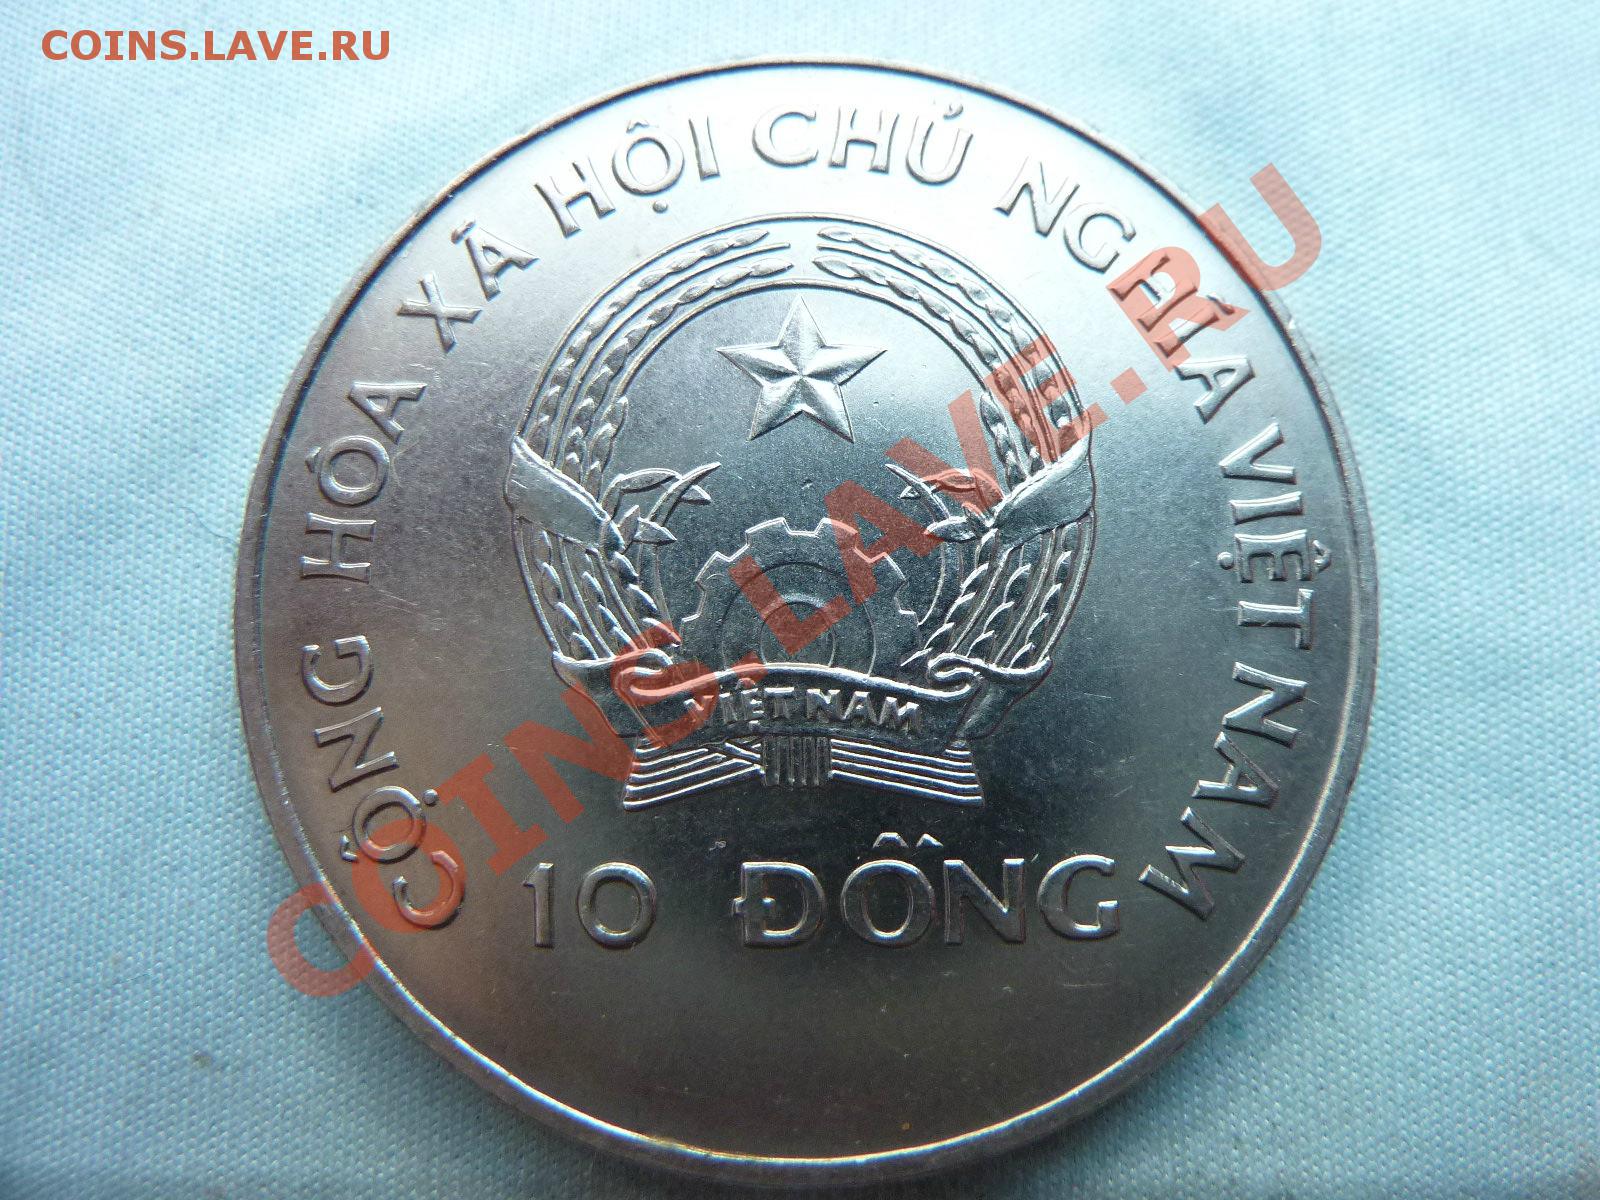 COINS.LAVE.RU
CỘNG HÒA XÃ HỘI CHỦ NGHĨA VIỆT NAM
VIỆT NAM
10 ĐỒNG
COINS.LAVE.RU